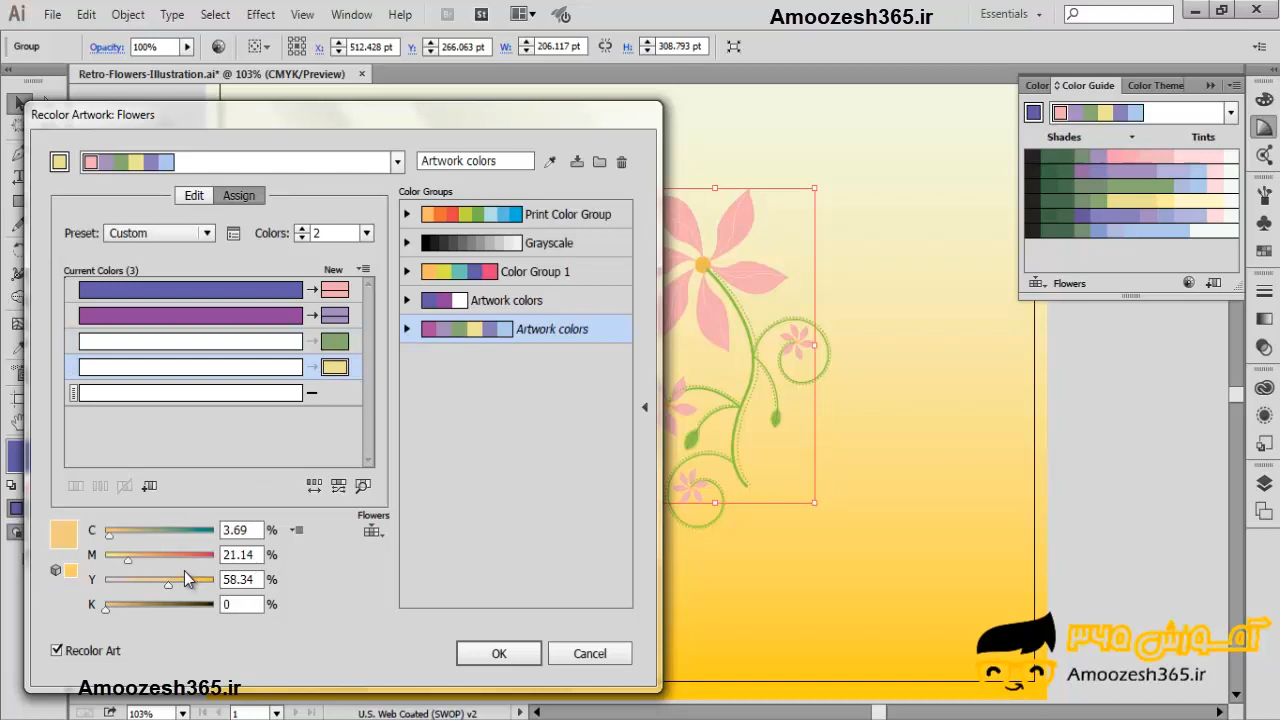 Ai File Edit Object Type Select Effect View Window Help Br St Essentials
Amoozesh365.ir
Group Opacity: 100% X: 512.428 pt Y: 266.063 pt W: 206.117 pt H: 308.793 pt
Retro-Flowers-Illustration.ai* @ 103% (CMYK/Preview) ×
Color Color Guide Color Theme
Shades Tints
Flowers
Recolor Artwork: Flowers
Artwork colors
Edit Assign
Preset: Custom Colors: 2
Current Colors (3) New
Color Groups
Print Color Group
Grayscale
Color Group 1
Artwork colors
Artwork colors
Flowers
C 3.69 %
M 21.14 %
Y 58.34 %
K 0 %
Recolor Art
OK Cancel
آمـوزش ۳۶۵
Amoozesh365.ir
Amoozesh365.ir
103% 1 U.S. Web Coated (SWOP) v2